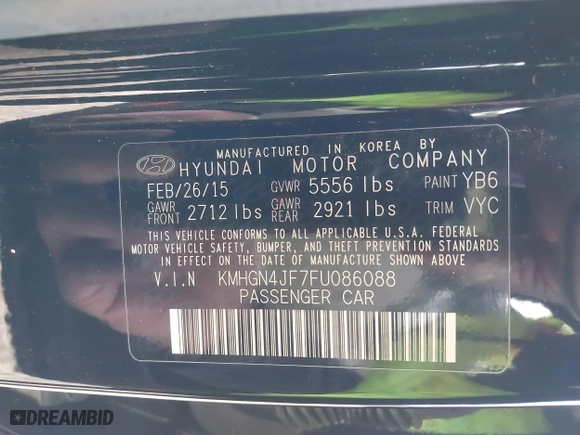 MANUFACTURED IN KOREA BY
HYUNDAI MOTOR COMPANY
FEB/26/15 GVWR 5556 lbs PAINT YB6
GAWR FRONT 2712 lbs GAWR REAR 2921 lbs TRIM VYC
THIS VEHICLE CONFORMS TO ALL APPLICABLE U.S.A. FEDERAL
MOTOR VEHICLE SAFETY, BUMPER, AND THEFT PREVENTION STANDARDS
IN EFFECT ON THE DATE OF MANUFACTURE SHOWN ABOVE
V.I.N KMHGN4JF7FU086088
PASSENGER CAR
DREAMBID